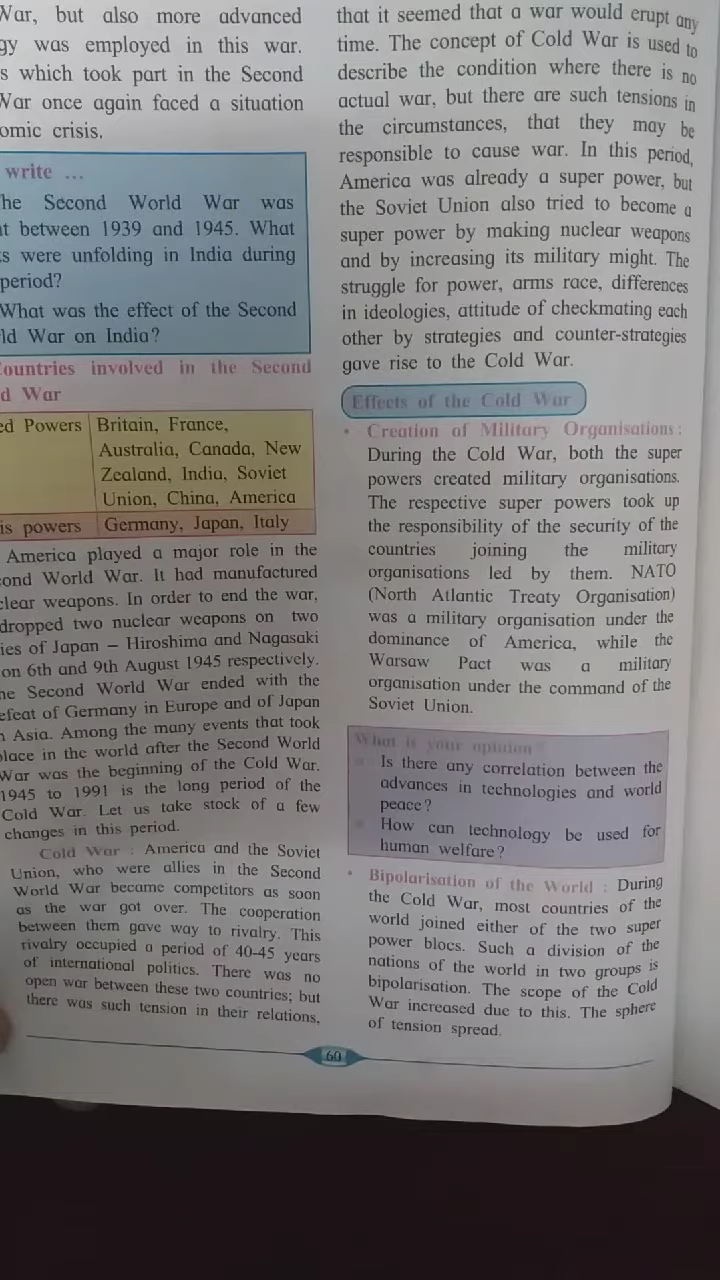 War, but also more advanced
gy was employed in this war.
s which took part in the Second
War once again faced a situation
omic crisis.
write ...
he Second World War was
t between 1939 and 1945. What
s were unfolding in India during
period?
What was the effect of the Second
ld War on India?
Countries involved in the Second
d War
ed Powers Britain, France,
Australia, Canada, New
Zealand, India, Soviet
Union, China, America
is powers Germany, Japan, Italy
America played a major role in the
ond World War. It had manufactured
clear weapons. In order to end the war,
dropped two nuclear weapons on two
ies of Japan – Hiroshima and Nagasaki
on 6th and 9th August 1945 respectively.
he Second World War ended with the
efeat of Germany in Europe and of Japan
n Asia. Among the many events that took
place in the world after the Second World
War was the beginning of the Cold War.
1945 to 1991 is the long period of the
Cold War. Let us take stock of a few
changes in this period.
Cold War : America and the Soviet
Union, who were allies in the Second
World War became competitors as soon
as the war got over. The cooperation
between them gave way to rivalry. This
rivalry occupied a period of 40-45 years
of international politics. There was no
open war between these two countries; but
there was such tension in their relations,
that it seemed that a war would erupt any
time. The concept of Cold War is used to
describe the condition where there is no
actual war, but there are such tensions in
the circumstances, that they may be
responsible to cause war. In this period,
America was already a super power, but
the Soviet Union also tried to become a
super power by making nuclear weapons
and by increasing its military might. The
struggle for power, arms race, differences
in ideologies, attitude of checkmating each
other by strategies and counter-strategies
gave rise to the Cold War.
Effects of the Cold War
• Creation of Military Organisations :
During the Cold War, both the super
powers created military organisations.
The respective super powers took up
the responsibility of the security of the
countries joining the military
organisations led by them. NATO
(North Atlantic Treaty Organisation)
was a military organisation under the
dominance of America, while the
Warsaw Pact was a military
organisation under the command of the
Soviet Union.
What is your opinion?
Is there any correlation between the
advances in technologies and world
peace?
How can technology be used for
human welfare?
• Bipolarisation of the World : During
the Cold War, most countries of the
world joined either of the two super
power blocs. Such a division of the
nations of the world in two groups is
bipolarisation. The scope of the Cold
War increased due to this. The sphere
of tension spread.
60